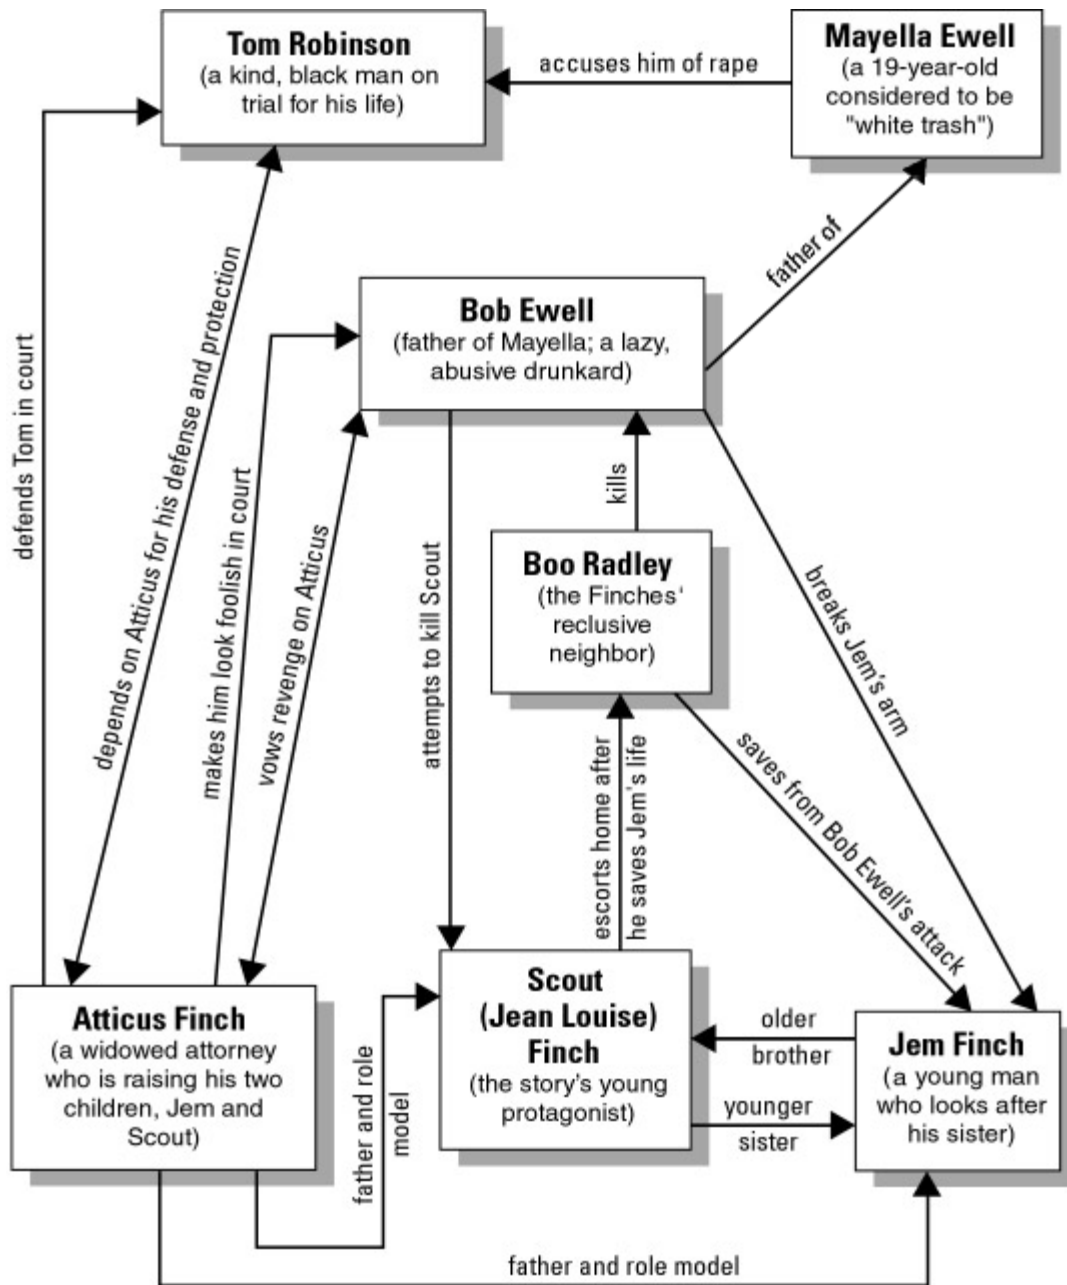 Tom Robinson
(a kind, black man on
trial for his life)
accuses him of rape
Mayella Ewell
(a 19-year-old
considered to be
"white trash")
father of
Bob Ewell
(father of Mayella; a lazy,
abusive drunkard)
defends Tom in court
depends on Atticus for his defense and protection
makes him look foolish in court
vows revenge on Atticus
attempts to kill Scout
kills
Boo Radley
(the Finches'
reclusive
neighbor)
breaks Jem's arm
saves from Bob Ewell's attack
escorts home after
he saves Jem's life
Atticus Finch
(a widowed attorney
who is raising his two
children, Jem and
Scout)
father and role
model
Scout
(Jean Louise)
Finch
(the story's young
protagonist)
older
brother
younger
sister
Jem Finch
(a young man
who looks after
his sister)
father and role model